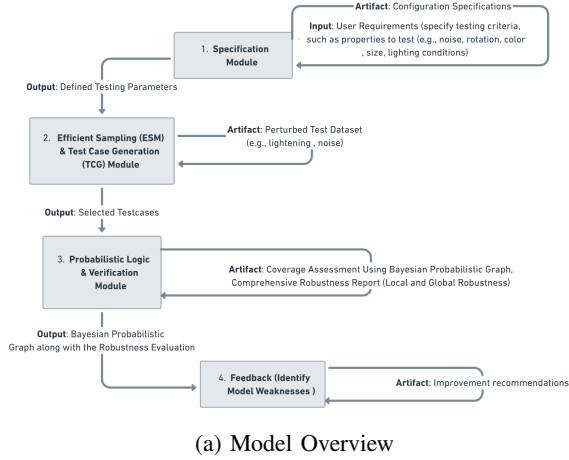 Artifact: Configuration Specifications
Input: User Requirements (specify testing criteria,
such as properties to test (e.g., noise, rotation, color
, size, lighting conditions)
1. Specification
Module
Output: Defined Testing Parameters
2. Efficient Sampling (ESM)
& Test Case Generation
(TCG) Module
Artifact: Perturbed Test Dataset
(e.g., lightening , noise)
Output: Selected Testcases
3. Probabilistic Logic
& Verification
Module
Artifact: Coverage Assessment Using Bayesian Probabilistic Graph,
Comprehensive Robustness Report (Local and Global Robustness)
Output: Bayesian Probabilistic
Graph along with the Robustness Evaluation
4. Feedback (Identify
Model Weaknesses )
Artifact: Improvement recommendations
(a) Model Overview